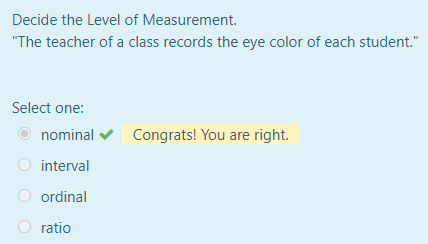 Decide the Level of Measurement.
"The teacher of a class records the eye color of each student."
Select one:
nominal Congrats! You are right.
interval
ordinal
ratio